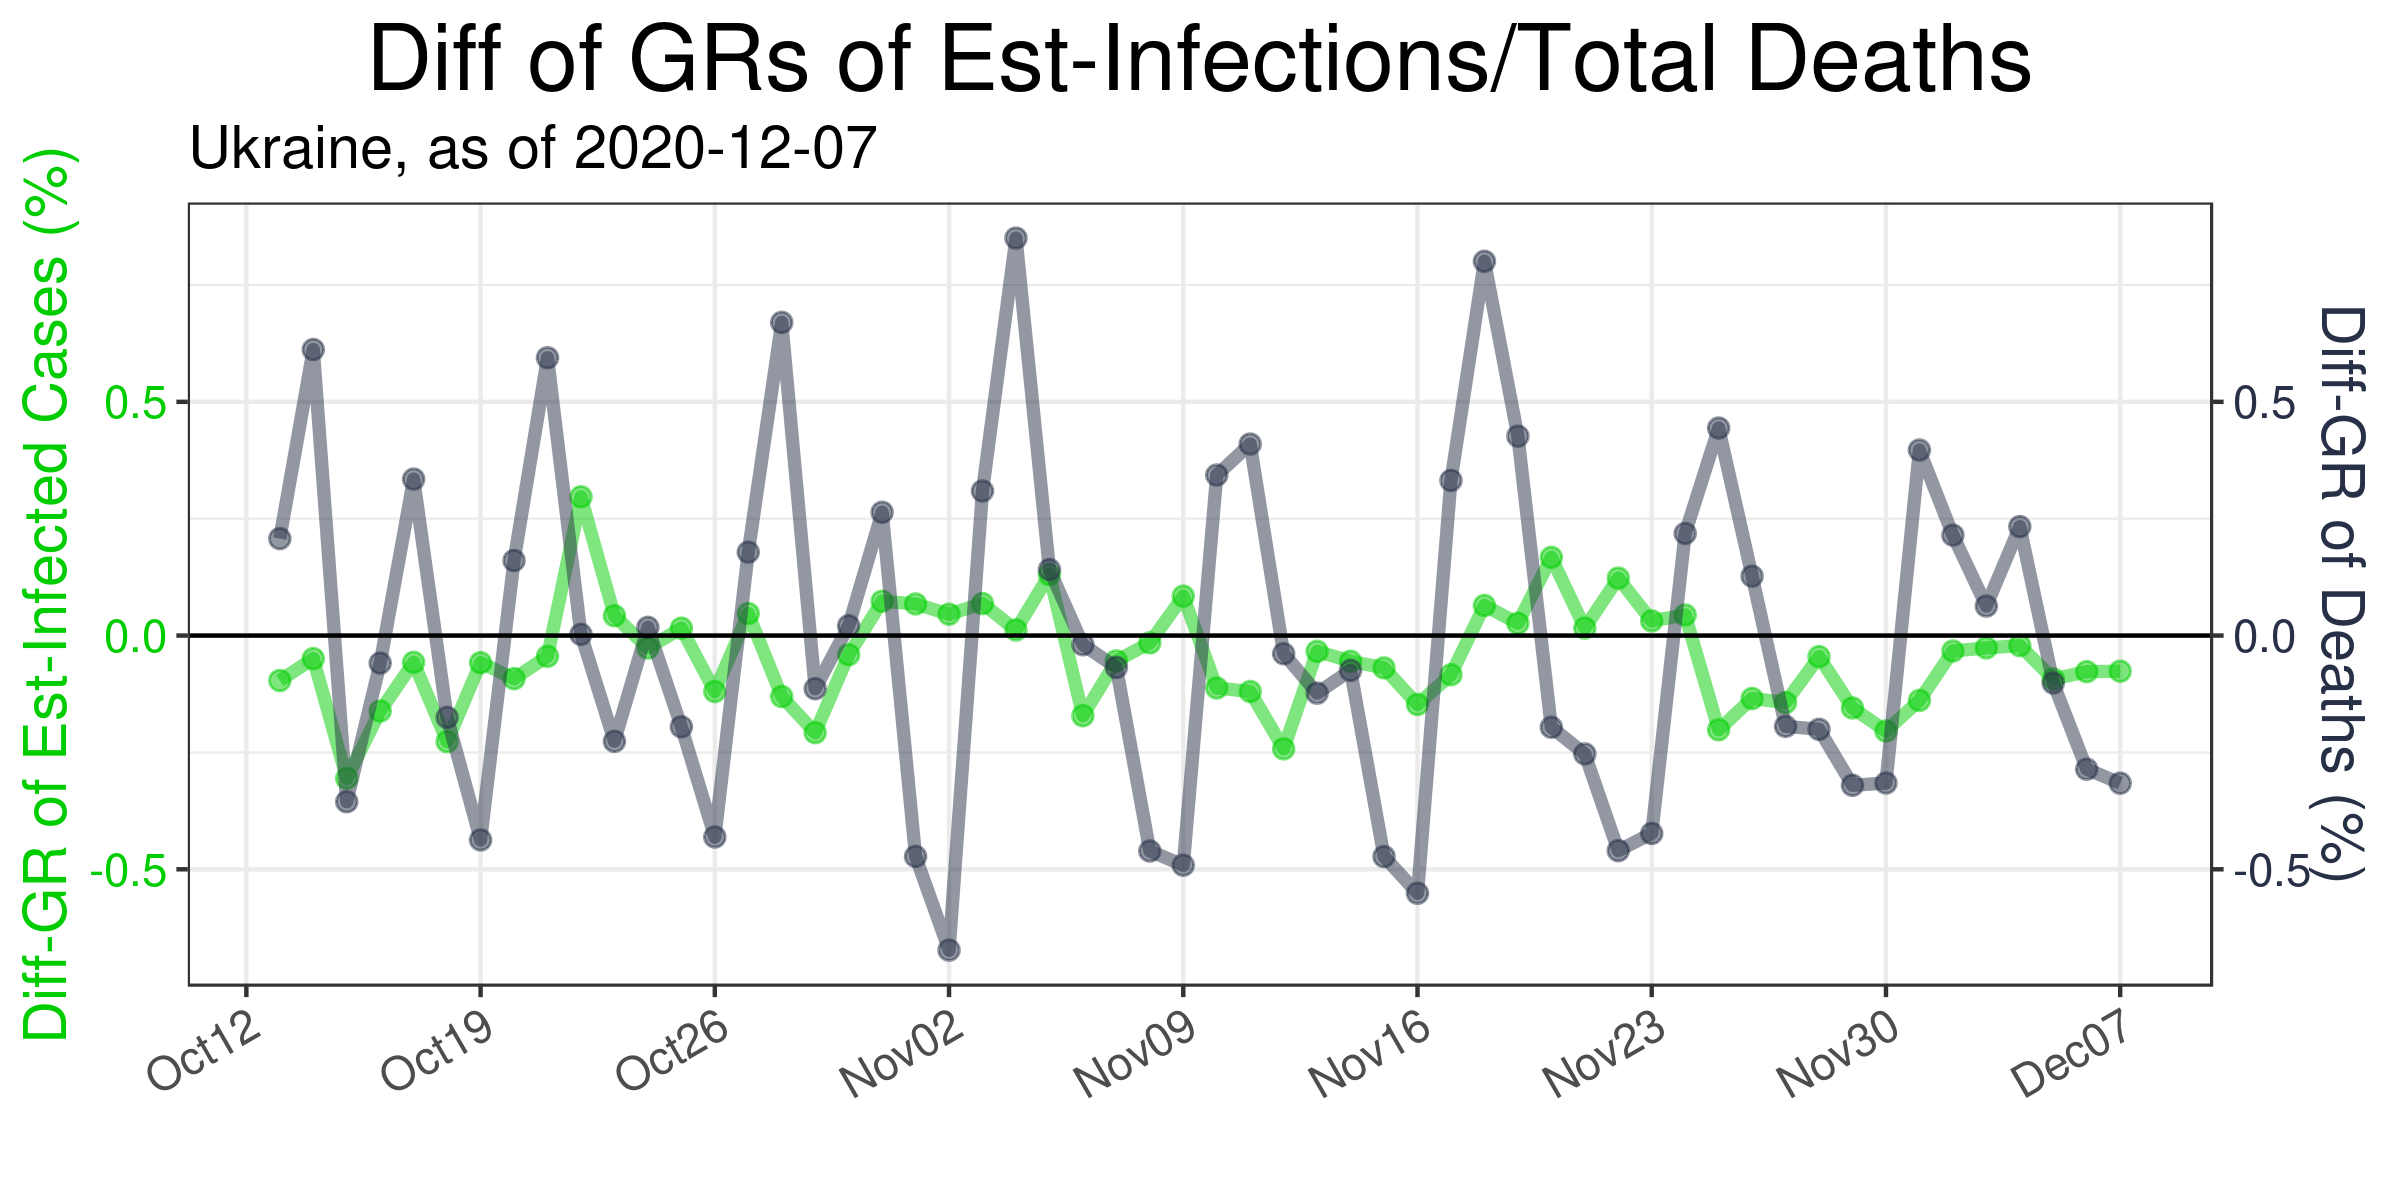 Diff of GRs of Est-Infections/Total Deaths
Ukraine, as of 2020-12-07
Diff-GR of Est-Infected Cases (%)
0.5
0.0
-0.5
0.5
0.0
-0.5
Diff-GR of Deaths (%)
Oct12
Oct19
Oct26
Nov02
Nov09
Nov16
Nov23
Nov30
Dec07